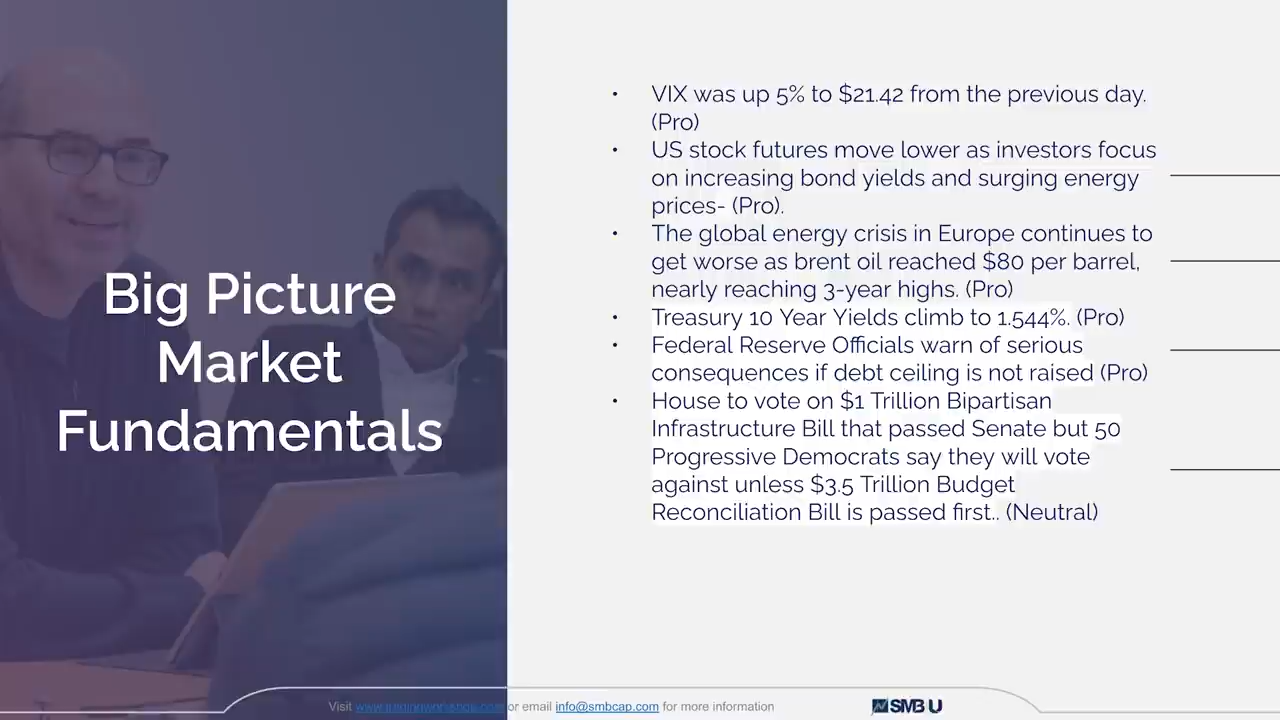 Big Picture
Market
Fundamentals
• VIX was up 5% to $21.42 from the previous day.
(Pro)
• US stock futures move lower as investors focus
on increasing bond yields and surging energy
prices- (Pro).
• The global energy crisis in Europe continues to
get worse as brent oil reached $80 per barrel,
nearly reaching 3-year highs. (Pro)
• Treasury 10 Year Yields climb to 1.544%. (Pro)
• Federal Reserve Officials warn of serious
consequences if debt ceiling is not raised (Pro)
• House to vote on $1 Trillion Bipartisan
Infrastructure Bill that passed Senate but 50
Progressive Democrats say they will vote
against unless $3.5 Trillion Budget
Reconciliation Bill is passed first.. (Neutral)
Visit or email info@smbcap.com for more information
SMB U